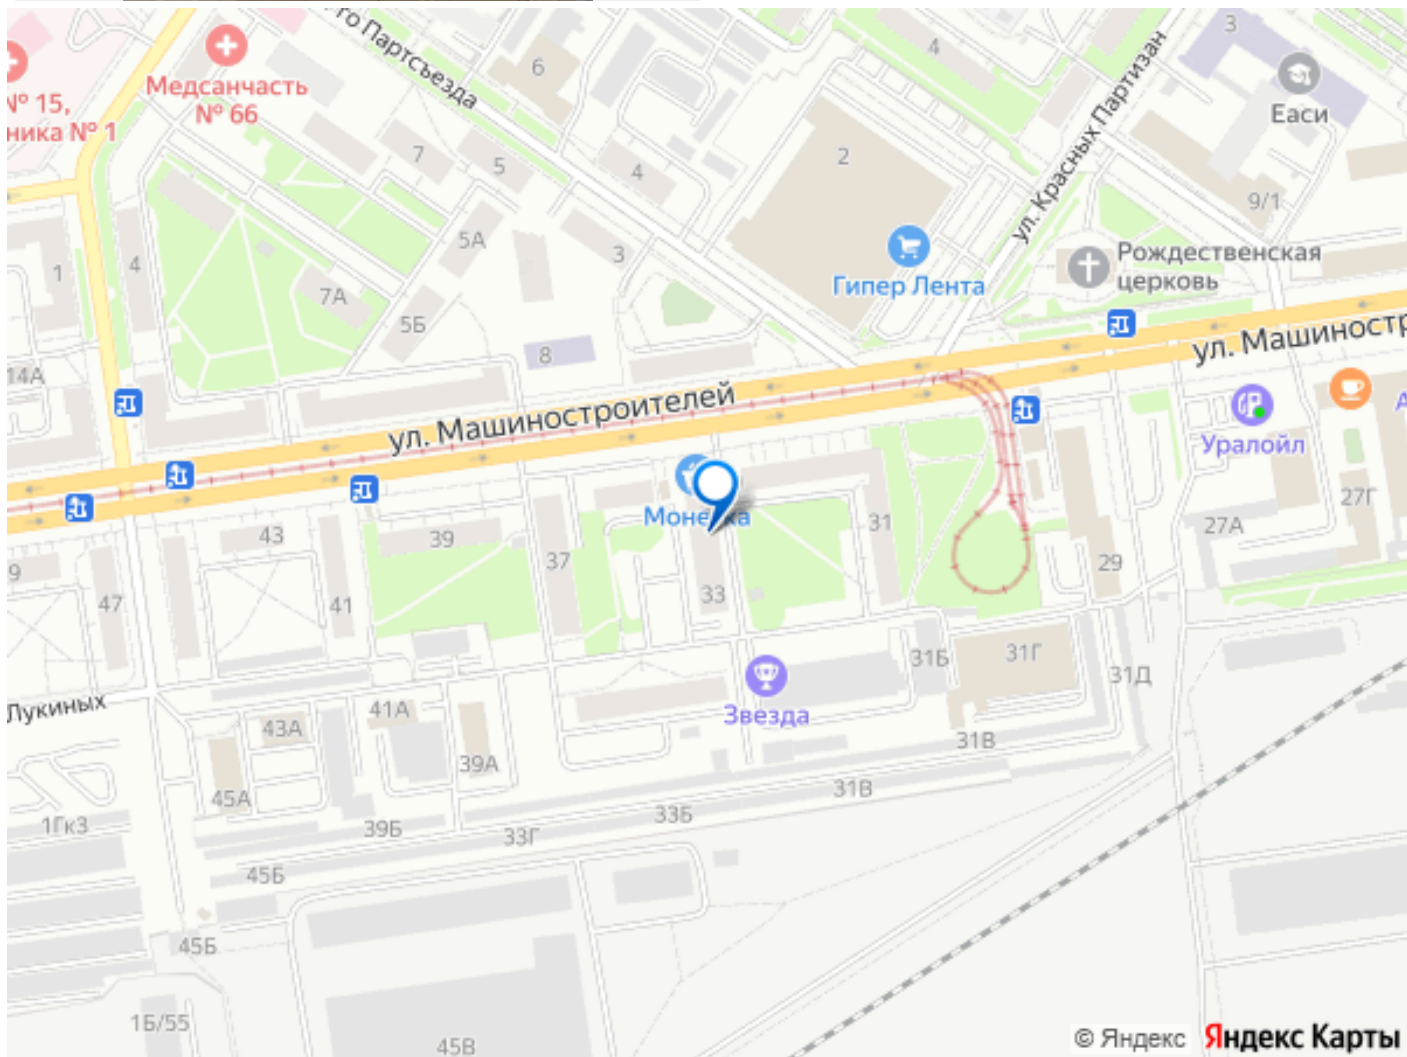 го Партсъезда
Медсанчасть
№ 66
№ 15,
ника № 1
6
4
ул. Красных Партизан
3
Еаси
7
5
4
2
9/1
5А
3
Гипер Лента
Рождественская
церковь
1
4
7А
5Б
8
14А
ул. Машиностроителей
ул. Машиностр
Уралойл
А
Монетка
43
39
37
31
27А
27Г
29
9
47
41
33
31Б
31Г
31Д
Звезда
Лукиных
43А
41А
39А
31В
45А
31В
1Гк3
39Б
33Г
33Б
45Б
45Б
1Б/55
45В
© Яндекс Яндекс Карты